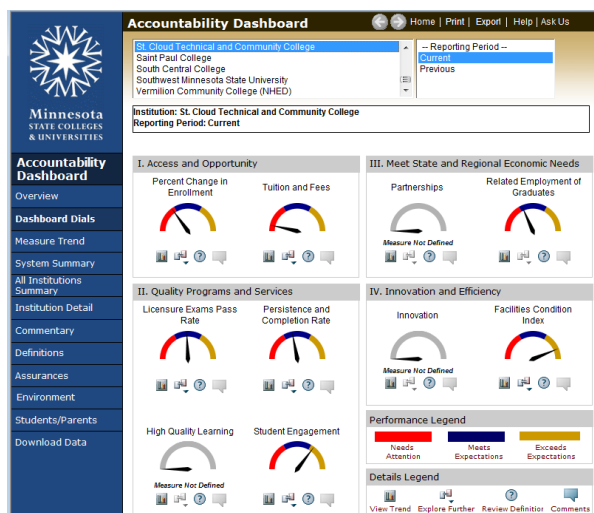 Accountability Dashboard
Home | Print | Export | Help | Ask Us
St. Cloud Technical and Community College
Saint Paul College
South Central College
Southwest Minnesota State University
Vermilion Community College (NHED)
-- Reporting Period --
Current
Previous
Institution: St. Cloud Technical and Community College
Reporting Period: Current
Minnesota
STATE COLLEGES
& UNIVERSITIES
Accountability
Dashboard
Overview
Dashboard Dials
Measure Trend
System Summary
All Institutions
Summary
Institution Detail
Commentary
Definitions
Assurances
Environment
Students/Parents
Download Data
I. Access and Opportunity
Percent Change in
Enrollment
Tuition and Fees
III. Meet State and Regional Economic Needs
Partnerships
Measure Not Defined
Related Employment of
Graduates
II. Quality Programs and Services
Licensure Exams Pass
Rate
Persistence and
Completion Rate
High Quality Learning
Measure Not Defined
Student Engagement
IV. Innovation and Efficiency
Innovation
Measure Not Defined
Facilities Condition
Index
Performance Legend
Needs
Attention
Meets
Expectations
Exceeds
Expectations
Details Legend
View Trend
Explore Further
Review Definitior
Comments